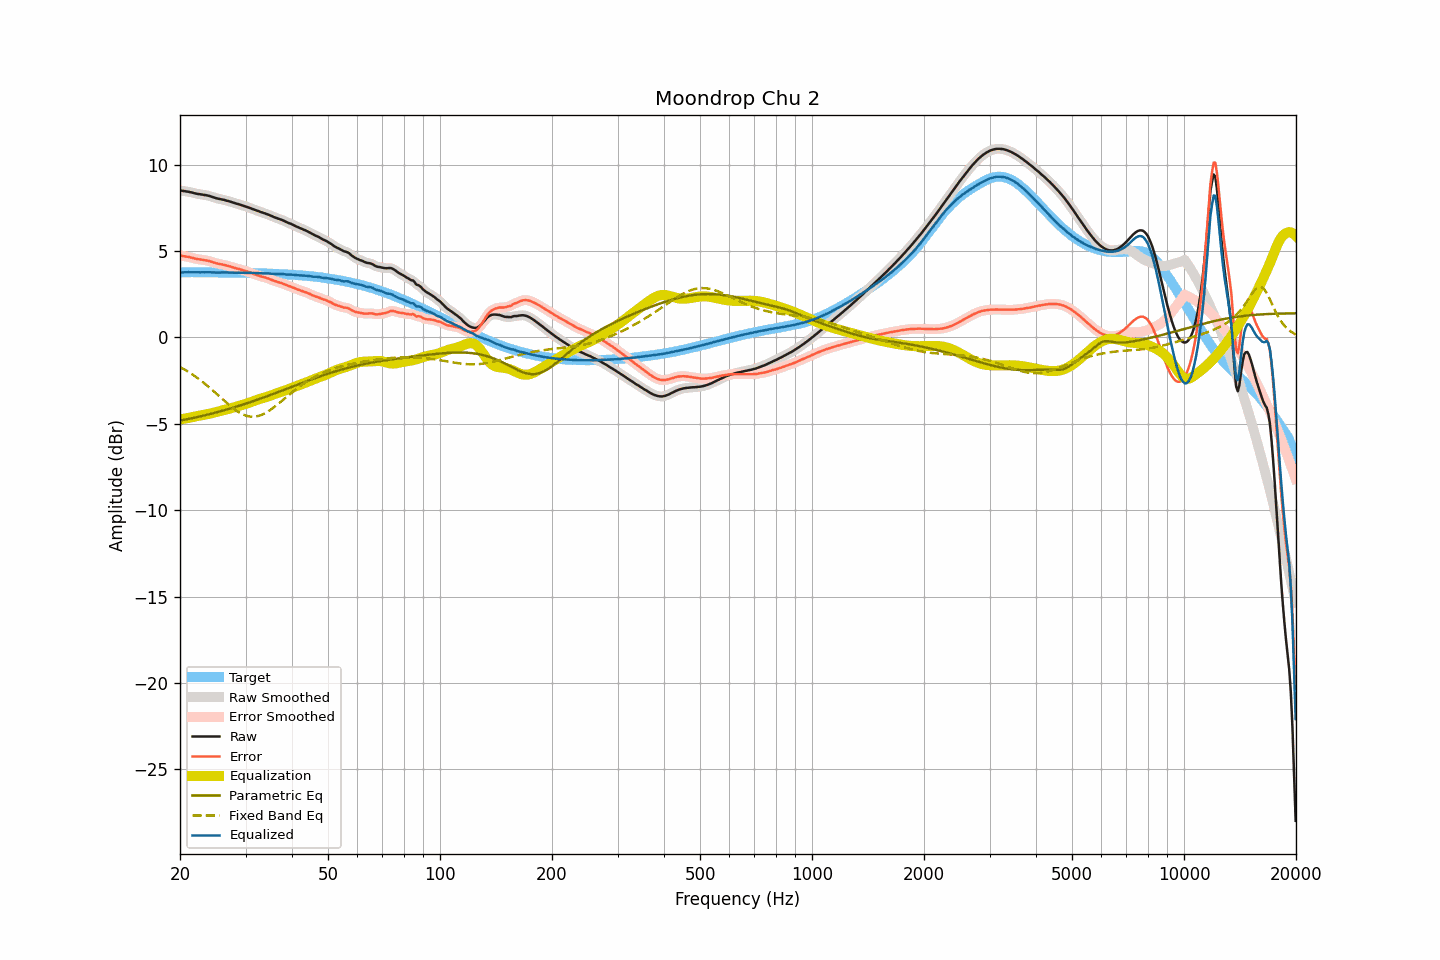 Moondrop Chu 2
Amplitude (dBr)
10
5
0
−5
−10
−15
−20
−25
Target
Raw Smoothed
Error Smoothed
Raw
Error
Equalization
Parametric Eq
Fixed Band Eq
Equalized
20 50 100 200 500 1000 2000 5000 10000 20000
Frequency (Hz)